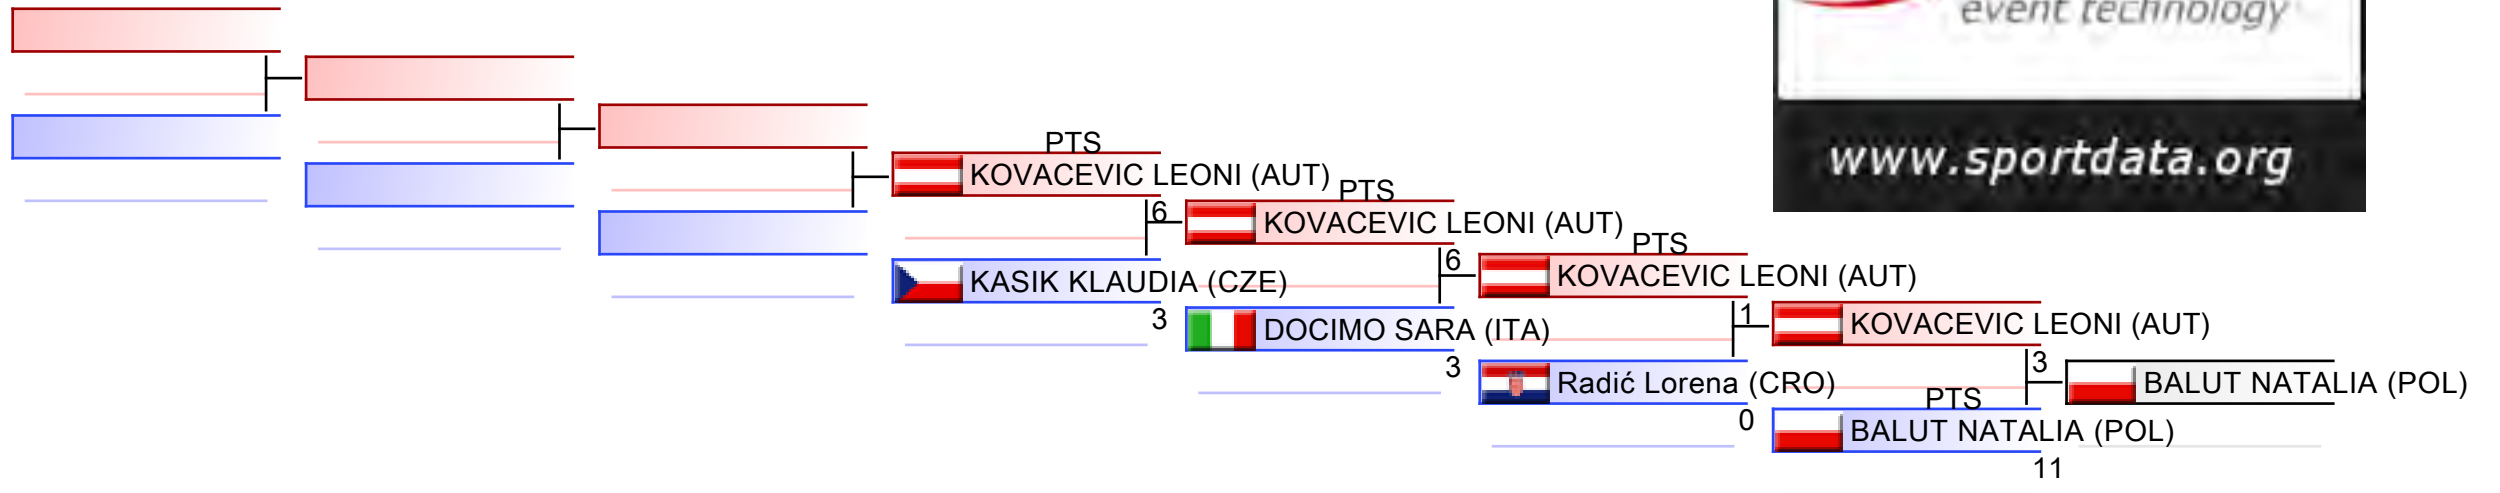 event technology
www.sportdata.org
PTS
KOVACEVIC LEONI (AUT)
6
KASIK KLAUDIA (CZE)
3
PTS
KOVACEVIC LEONI (AUT)
6
DOCIMO SARA (ITA)
3
PTS
KOVACEVIC LEONI (AUT)
1
Radić Lorena (CRO)
0
KOVACEVIC LEONI (AUT)
3
PTS
BALUT NATALIA (POL)
11
BALUT NATALIA (POL)